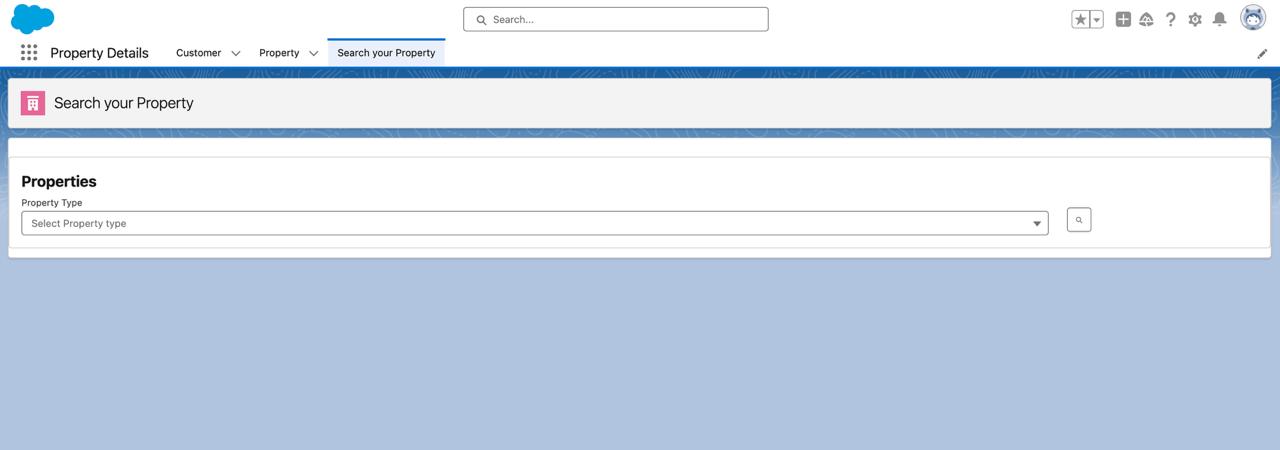 Search...
Property Details
Customer
Property
Search your Property
Search your Property
Properties
Property Type
Select Property type